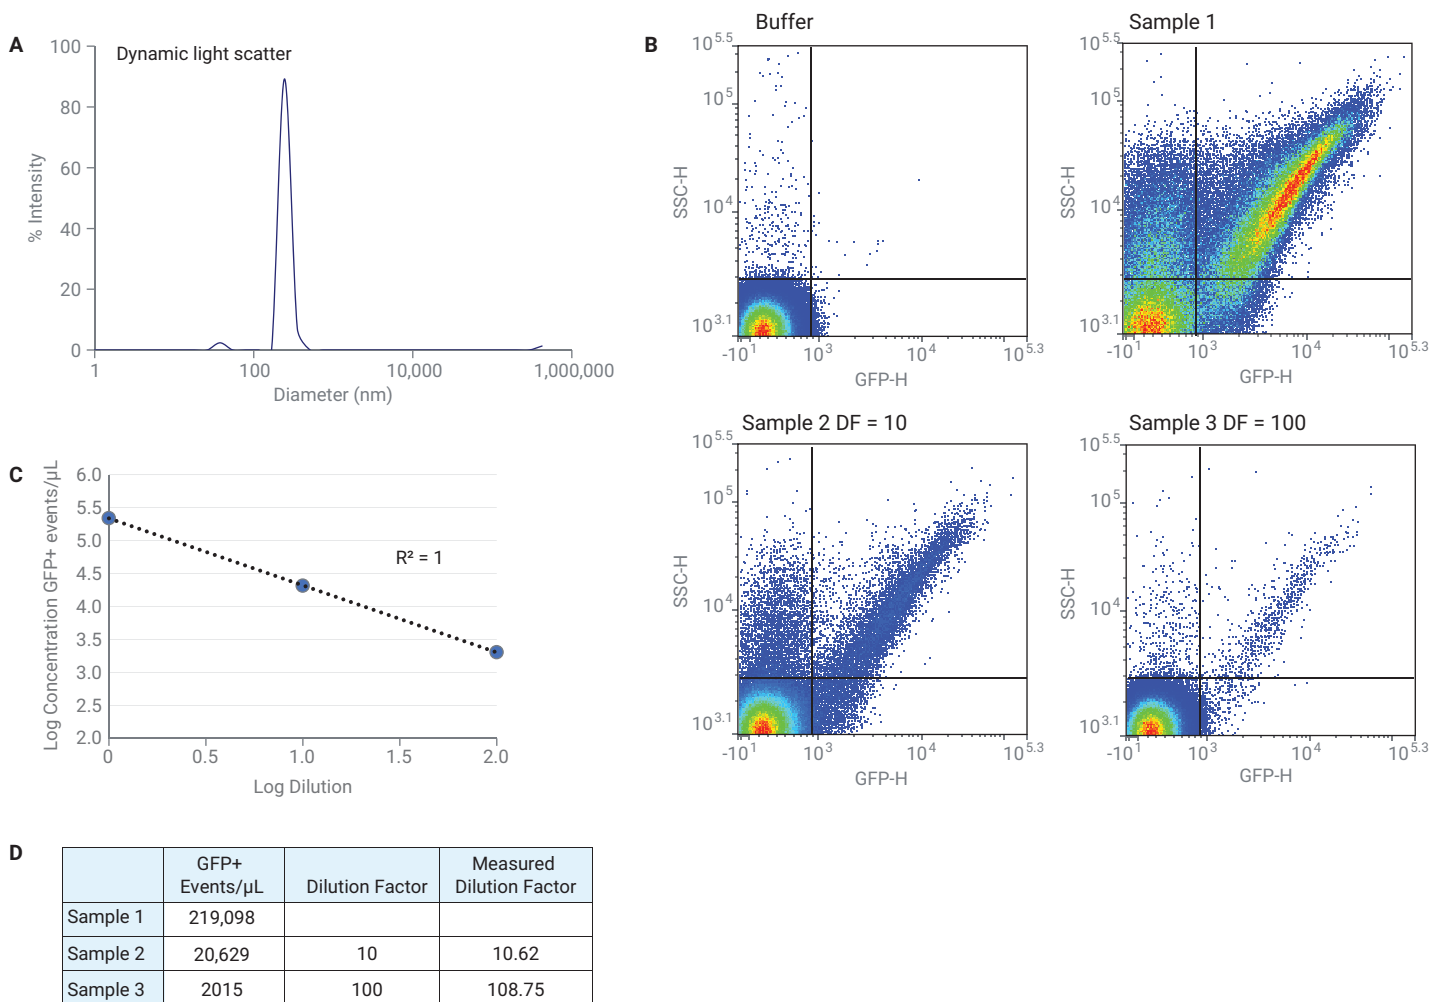 A
Dynamic light scatter
100
80
60
40
20
0
% Intensity
1
100
10,000
1,000,000
Diameter (nm)
B
Buffer
10^5.5
10^5
10^4
10^3.1
SSC-H
-10^1
10^3
10^4
10^5.3
GFP-H
Sample 1
10^5.5
10^5
10^4
10^3.1
SSC-H
-10^1
10^3
10^4
10^5.3
GFP-H
Sample 2 DF = 10
10^5.5
10^5
10^4
10^3.1
SSC-H
-10^1
10^3
10^4
10^5.3
GFP-H
Sample 3 DF = 100
10^5.5
10^5
10^4
10^3.1
SSC-H
-10^1
10^3
10^4
10^5.3
GFP-H
C
Log Concentration GFP+ events/µL
6.0
5.5
5.0
4.5
4.0
3.5
3.0
2.5
2.0
R² = 1
0
0.5
1.0
1.5
2.0
Log Dilution
D
GFP+ Events/µL
Dilution Factor
Measured Dilution Factor
Sample 1 219,098
Sample 2 20,629 10 10.62
Sample 3 2015 100 108.75